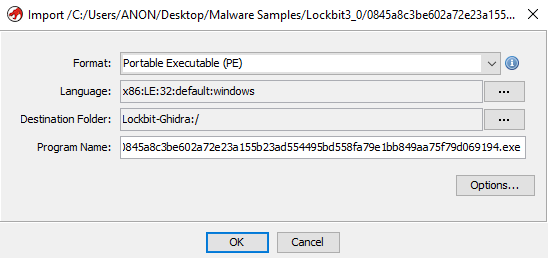 Import /C:/Users/ANON/Desktop/Malware Samples/Lockbit3_0/0845a8c3be602a72e23a155...
Format: Portable Executable (PE)
Language: x86:LE:32:default:windows ...
Destination Folder: Lockbit-Ghidra:/ ...
Program Name: 0845a8c3be602a72e23a155b23ad554495bd558fa79e1bb849aa75f79d069194.exe
Options...
OK Cancel